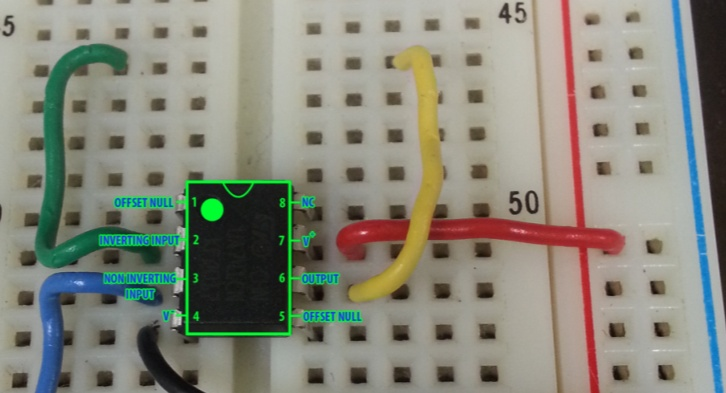 5
45
OFFSET NULL 1 8 NC
INVERTING INPUT 2 7 V+
50
NON INVERTING 3 6 OUTPUT
INPUT
V- 4 5 OFFSET NULL